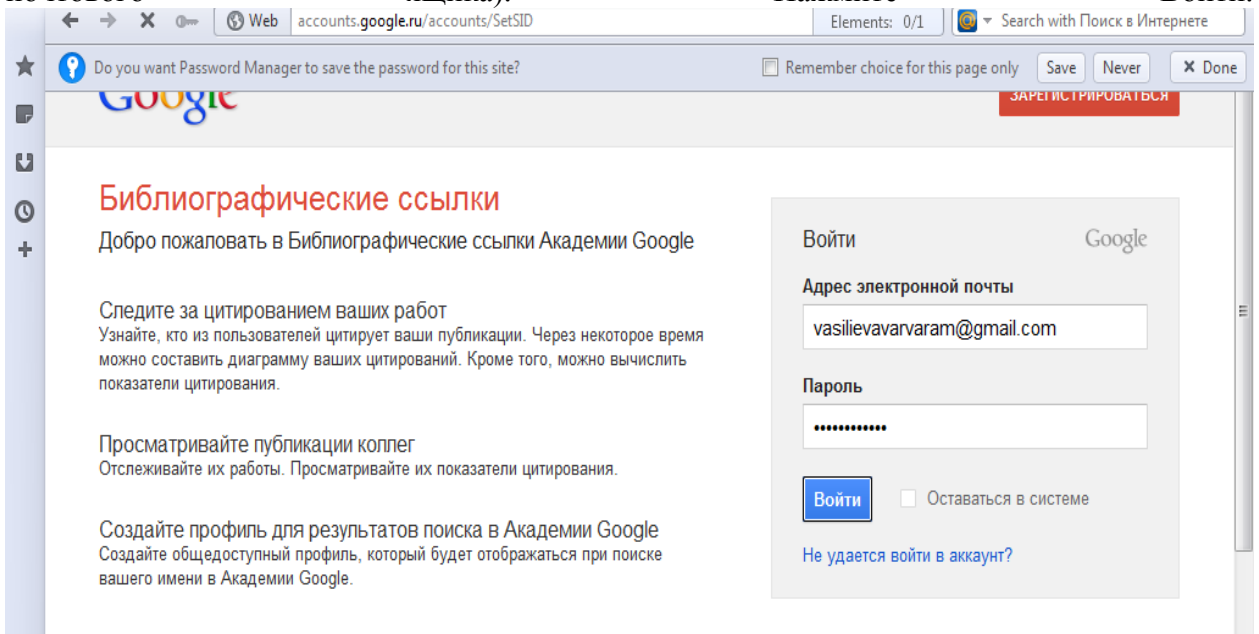 почтового ящика). Нажмите Войти.
Web accounts.google.ru/accounts/SetSID Elements: 0/1 Search with Поиск в Интернете
Do you want Password Manager to save the password for this site? Remember choice for this page only Save Never Done
Google ЗАРЕГИСТРИРОВАТЬСЯ
Библиографические ссылки
Добро пожаловать в Библиографические ссылки Академии Google
Следите за цитированием ваших работ
Узнайте, кто из пользователей цитирует ваши публикации. Через некоторое время
можно составить диаграмму ваших цитирований. Кроме того, можно вычислить
показатели цитирования.
Просматривайте публикации коллег
Отслеживайте их работы. Просматривайте их показатели цитирования.
Создайте профиль для результатов поиска в Академии Google
Создайте общедоступный профиль, который будет отображаться при поиске
вашего имени в Академии Google.
Войти Google
Адрес электронной почты
vasilievavarvaram@gmail.com
Пароль
••••••••••••
Войти Оставаться в системе
Не удается войти в аккаунт?